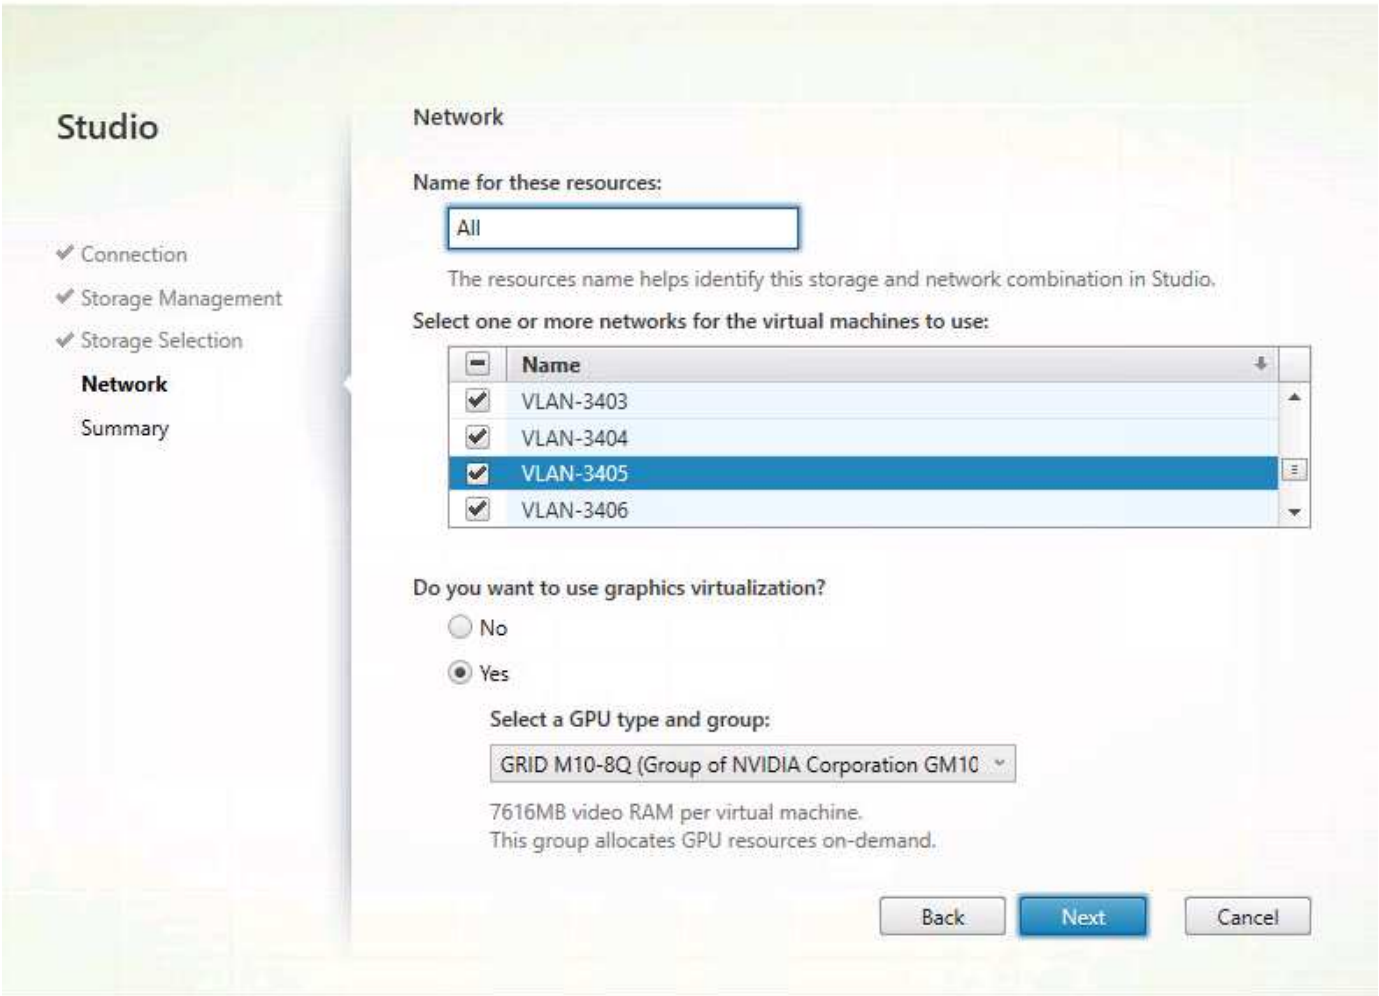 Studio
Connection
Storage Management
Storage Selection
Network
Summary
Network
Name for these resources:
All
The resources name helps identify this storage and network combination in Studio.
Select one or more networks for the virtual machines to use:
Name
VLAN-3403
VLAN-3404
VLAN-3405
VLAN-3406
Do you want to use graphics virtualization?
No
Yes
Select a GPU type and group:
GRID M10-8Q (Group of NVIDIA Corporation GM10
7616MB video RAM per virtual machine.
This group allocates GPU resources on-demand.
Back Next Cancel